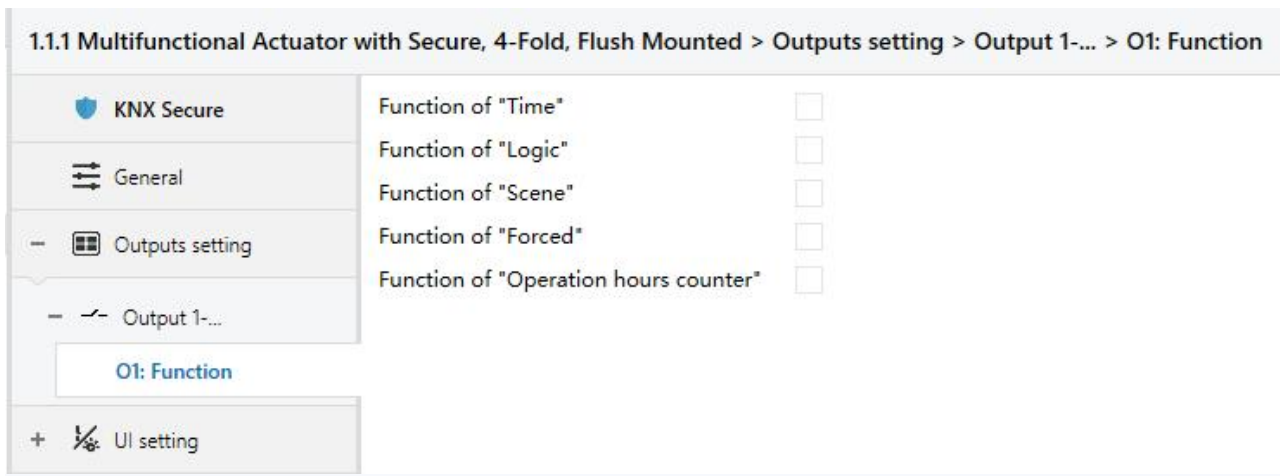 1.1.1 Multifunctional Actuator with Secure, 4-Fold, Flush Mounted > Outputs setting > Output 1-... > O1: Function
KNX Secure
General
Outputs setting
Output 1-...
O1: Function
UI setting
Function of "Time"
Function of "Logic"
Function of "Scene"
Function of "Forced"
Function of "Operation hours counter"